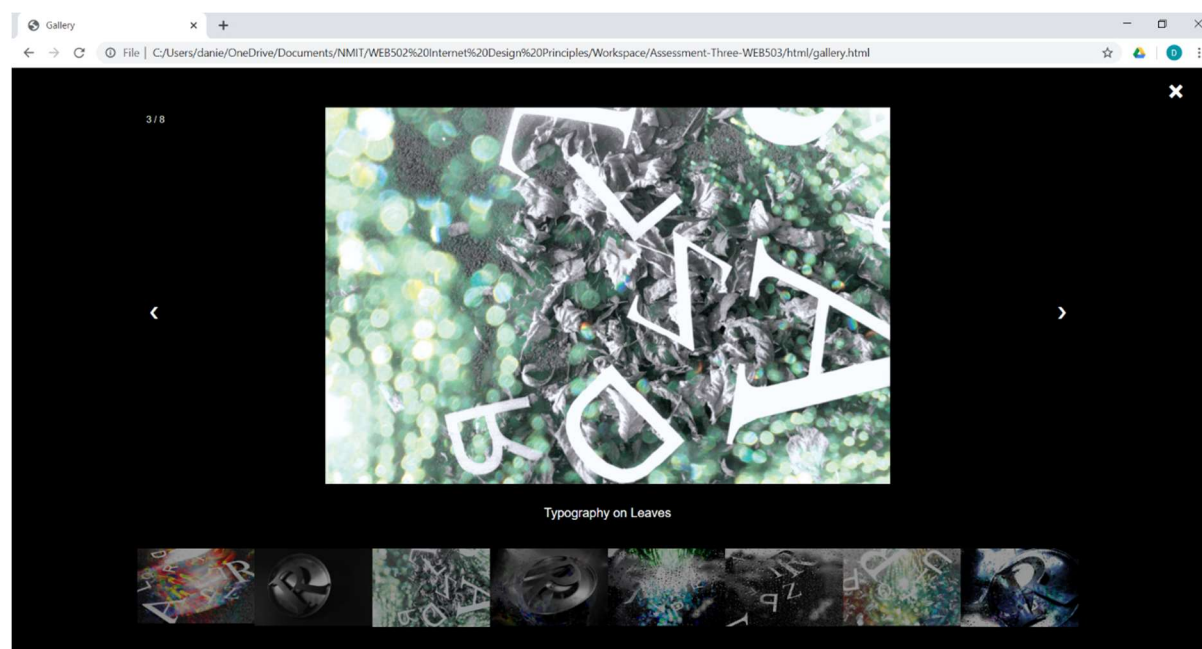 Gallery
File | C:/Users/danie/OneDrive/Documents/NMIT/WEB502%20Internet%20Design%20Principles/Workspace/Assessment-Three-WEB503/html/gallery.html
D
3 / 8
A
R
D
Typography on Leaves